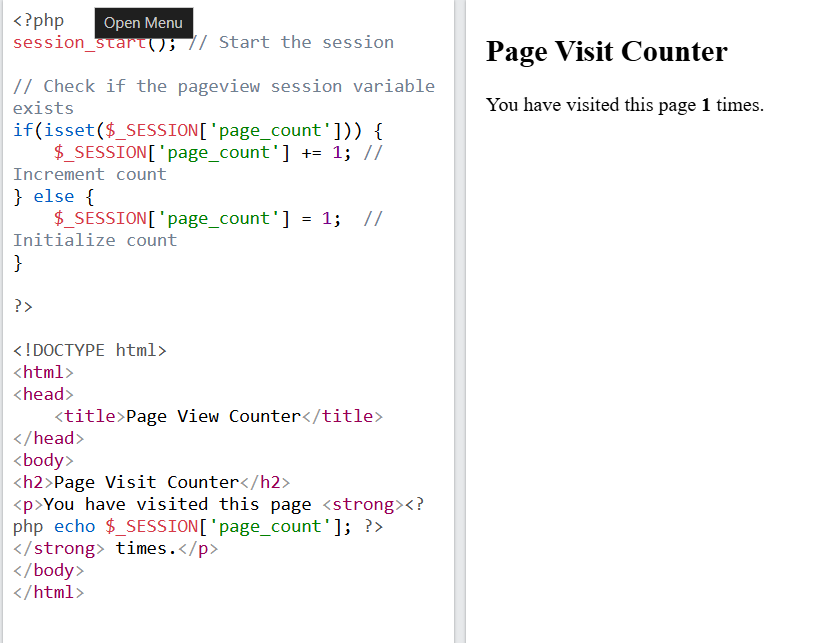 <?php
Open Menu
session_start(); // Start the session
// Check if the pageview session variable
exists
if(isset($_SESSION['page_count'])) {
    $_SESSION['page_count'] += 1; //
Increment count
} else {
    $_SESSION['page_count'] = 1;  //
Initialize count
}
?>
<!DOCTYPE html>
<html>
<head>
    <title>Page View Counter</title>
</head>
<body>
<h2>Page Visit Counter</h2>
<p>You have visited this page <strong><?
php echo $_SESSION['page_count']; ?>
</strong> times.</p>
</body>
</html>
Page Visit Counter
You have visited this page 1 times.